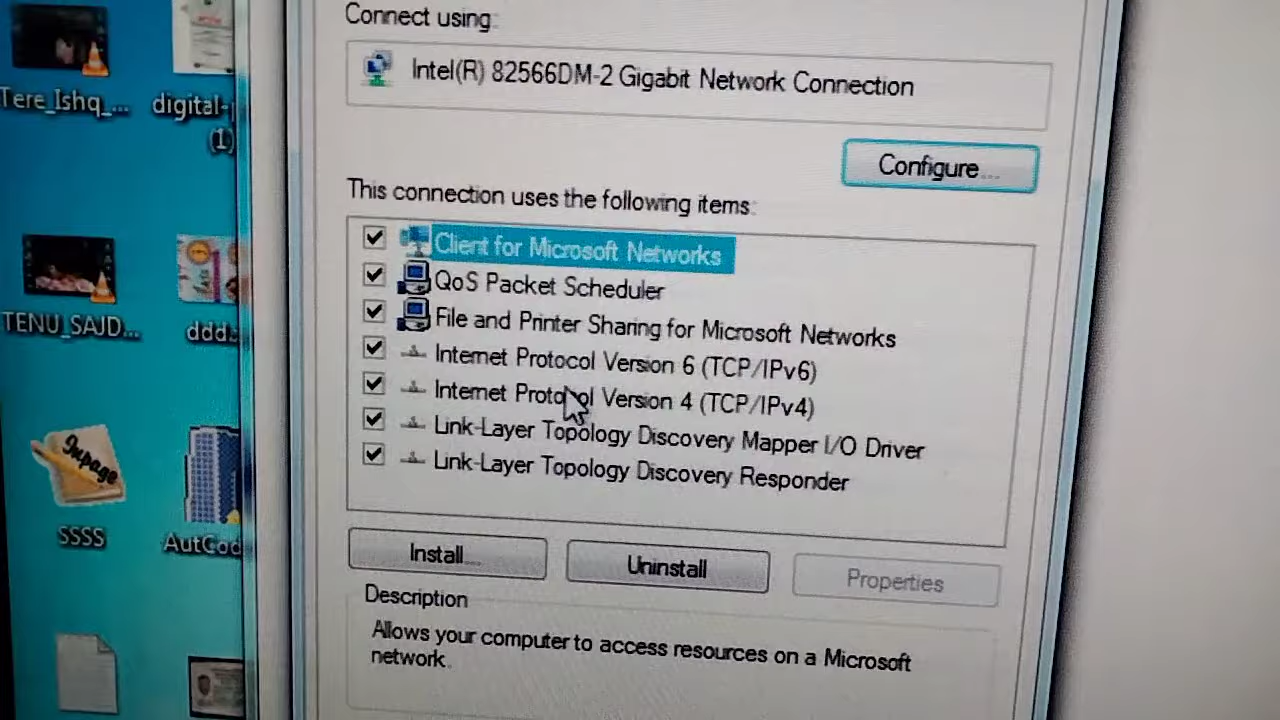 Connect using:
Intel(R) 82566DM-2 Gigabit Network Connection
Configure...
This connection uses the following items:
Client for Microsoft Networks
QoS Packet Scheduler
File and Printer Sharing for Microsoft Networks
Internet Protocol Version 6 (TCP/IPv6)
Internet Protocol Version 4 (TCP/IPv4)
Link-Layer Topology Discovery Mapper I/O Driver
Link-Layer Topology Discovery Responder
Install...
Uninstall
Properties
Description
Allows your computer to access resources on a Microsoft
network.
Tere_Ishq_...
digital-
(1)
TENU_SAJD...
ddd
Inpage
SSSS
AutCod